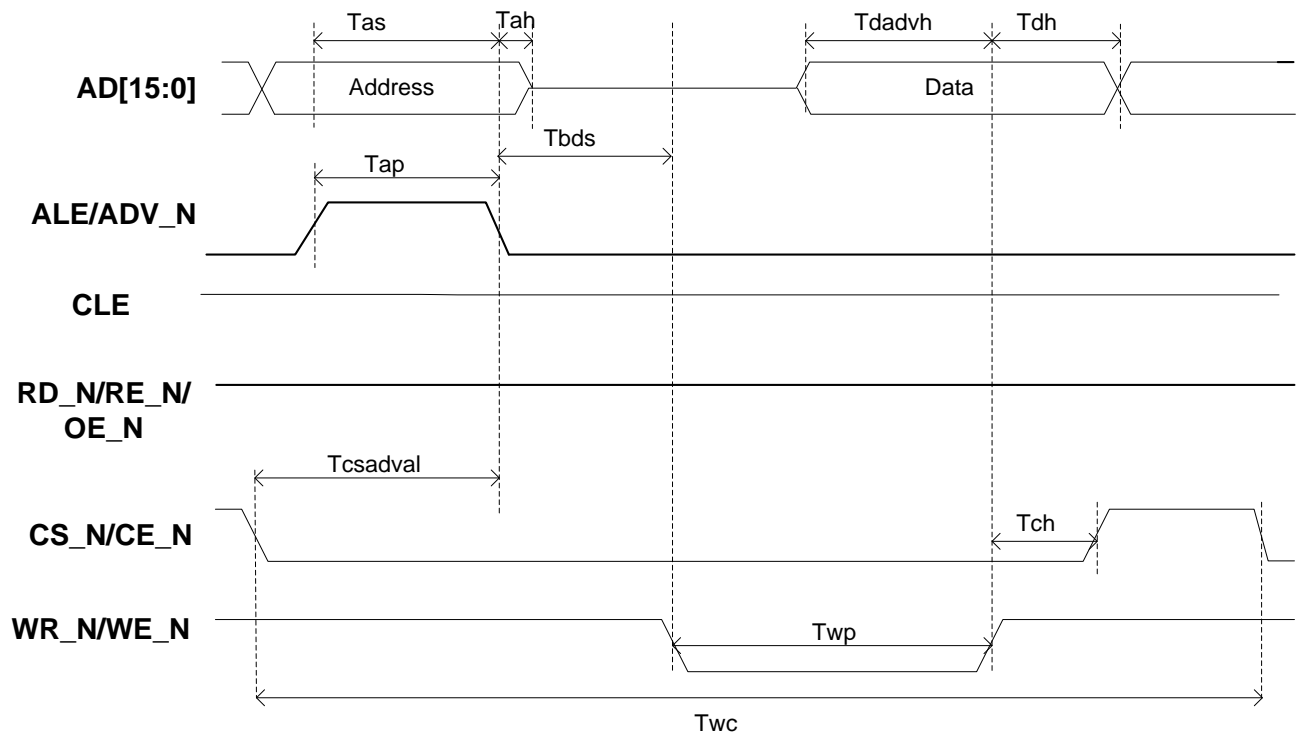 Tas
Tah
Tdadvh
Tdh
AD[15:0]
Address
Data
Tbds
Tap
ALE/ADV_N
CLE
RD_N/RE_N/
OE_N
Tcsadval
CS_N/CE_N
Tch
WR_N/WE_N
Twp
Twc